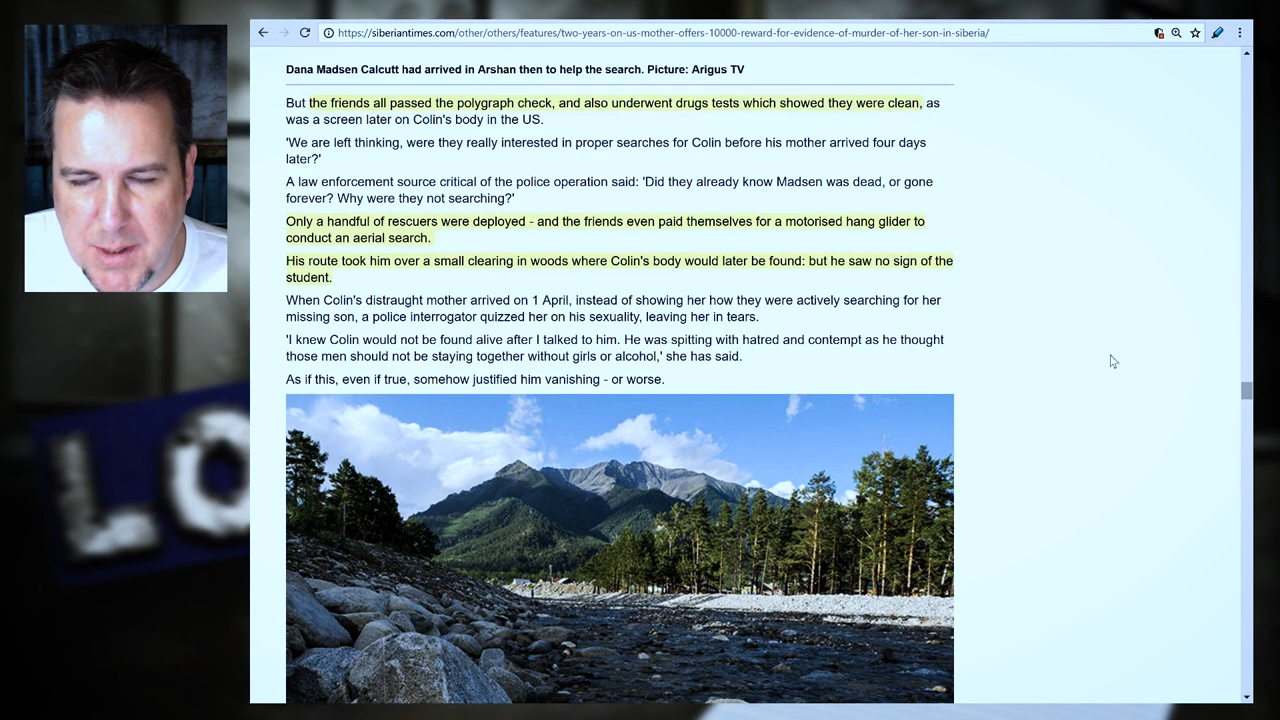 https://siberiantimes.com/other/others/features/two-years-on-us-mother-offers-10000-reward-for-evidence-of-murder-of-her-son-in-siberia/
Dana Madsen Calcutt had arrived in Arshan then to help the search. Picture: Arigus TV
But the friends all passed the polygraph check, and also underwent drugs tests which showed they were clean, as
was a screen later on Colin's body in the US.
'We are left thinking, were they really interested in proper searches for Colin before his mother arrived four days
later?'
A law enforcement source critical of the police operation said: 'Did they already know Madsen was dead, or gone
forever? Why were they not searching?'
Only a handful of rescuers were deployed - and the friends even paid themselves for a motorised hang glider to
conduct an aerial search.
His route took him over a small clearing in woods where Colin's body would later be found: but he saw no sign of the
student.
When Colin's distraught mother arrived on 1 April, instead of showing her how they were actively searching for her
missing son, a police interrogator quizzed her on his sexuality, leaving her in tears.
'I knew Colin would not be found alive after I talked to him. He was spitting with hatred and contempt as he thought
those men should not be staying together without girls or alcohol,' she has said.
As if this, even if true, somehow justified him vanishing - or worse.
LO